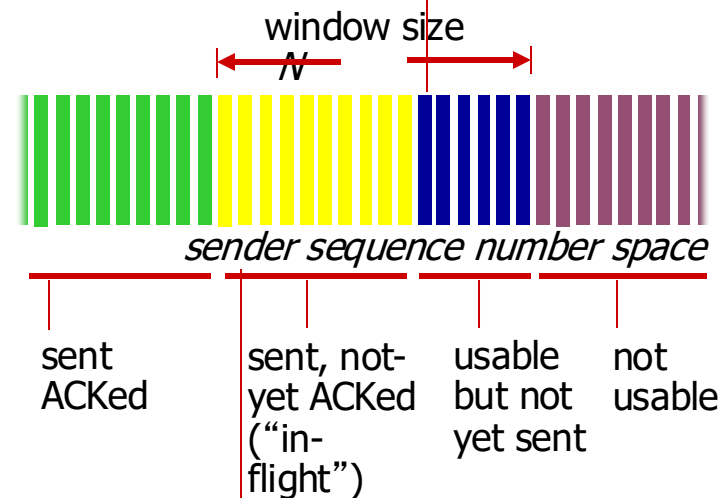 window size
N
sender sequence number space
sent
ACKed
sent, not-
yet ACKed
(“in-
flight”)
usable
but not
yet sent
not
usable